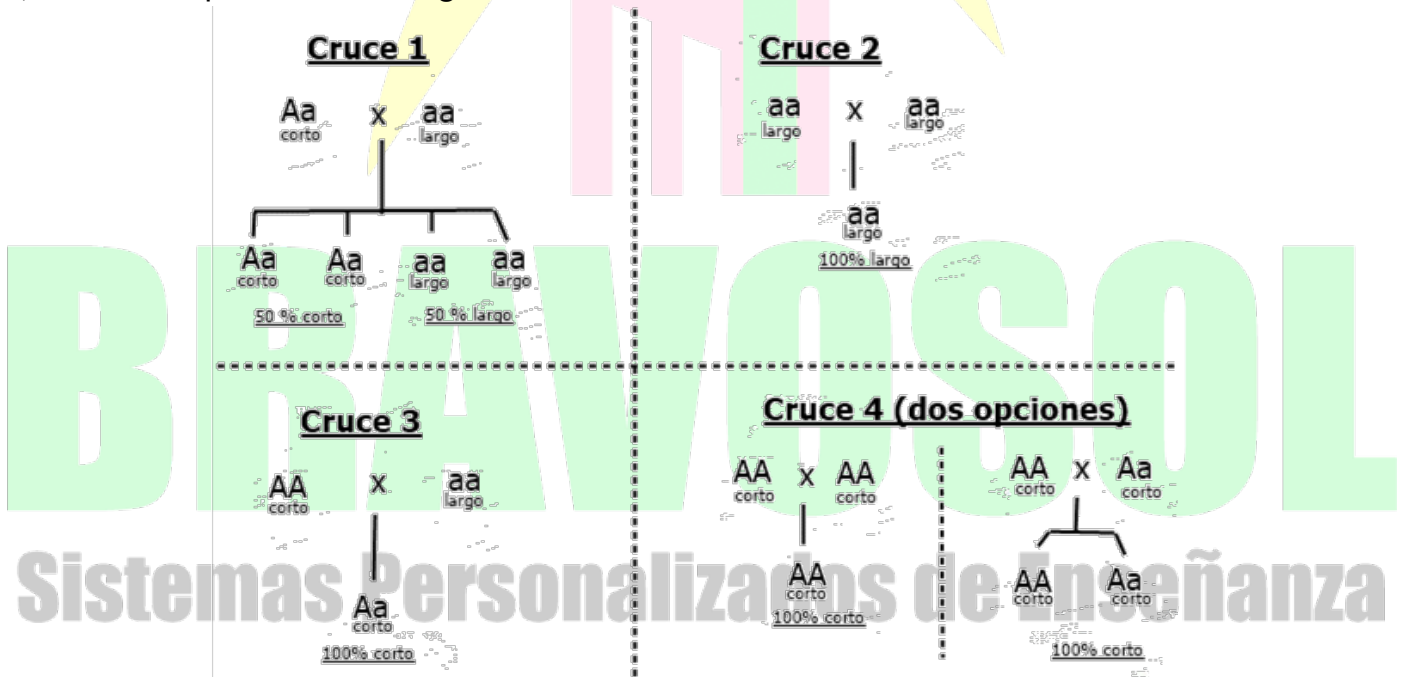 Cruce 1
Aa x aa
corto largo
Aa Aa aa aa
corto corto largo largo
50 % corto 50 % largo
Cruce 2
aa x aa
largo largo
aa
largo
100% largo
Cruce 3
AA x aa
corto largo
Aa
corto
100% corto
Cruce 4 (dos opciones)
AA x AA
corto corto
AA
corto
100% corto
AA x Aa
corto corto
AA Aa
corto corto
100% corto
BRAVOSOL
Sistemas Personalizados de Enseñanza